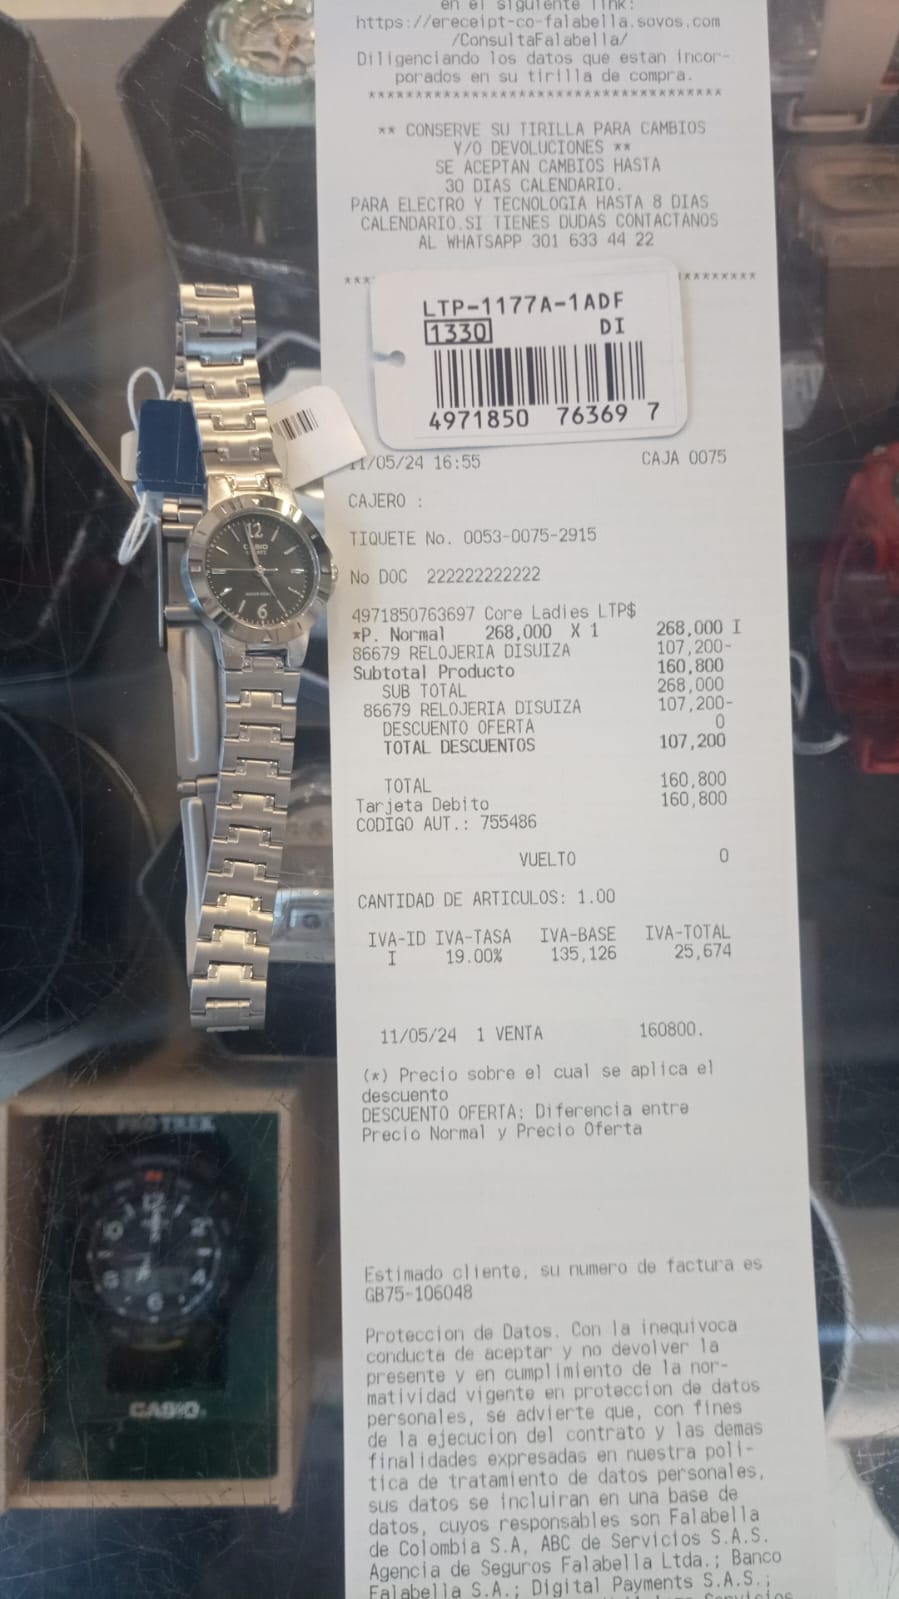 en el siguiente link:
https://ereceipt-co-falabella.sovos.com
/ConsultaFalabella/
Diligenciando los datos que estan incor-
porados en su tirilla de compra.
**************************************
** CONSERVE SU TIRILLA PARA CAMBIOS
Y/O DEVOLUCIONES **
SE ACEPTAN CAMBIOS HASTA
30 DIAS CALENDARIO.
PARA ELECTRO Y TECNOLOGIA HASTA 8 DIAS
CALENDARIO.SI TIENES DUDAS CONTACTANOS
AL WHATSAPP 301 633 44 22
LTP-1177A-1ADF
1330 DI
4971850 76369 7
11/05/24 16:55 CAJA 0075
CAJERO :
TIQUETE No. 0053-0075-2915
No DOC 222222222222
4971850763697 Core Ladies LTP$
*P. Normal 268,000 X 1 268,000 I
86679 RELOJERIA DISUIZA 107,200-
Subtotal Producto 160,800
SUB TOTAL 268,000
86679 RELOJERIA DISUIZA 107,200-
DESCUENTO OFERTA 0
TOTAL DESCUENTOS 107,200
TOTAL 160,800
Tarjeta Debito 160,800
CODIGO AUT.: 755486
VUELTO 0
CANTIDAD DE ARTICULOS: 1.00
IVA-ID IVA-TASA IVA-BASE IVA-TOTAL
I 19.00% 135,126 25,674
11/05/24 1 VENTA 160800.
(*) Precio sobre el cual se aplica el
descuento
DESCUENTO OFERTA: Diferencia entre
Precio Normal y Precio Oferta
Estimado cliente, su numero de factura es
GB75-106048
Proteccion de Datos. Con la inequivoca
conducta de aceptar y no devolver la
presente y en cumplimiento de la nor-
matividad vigente en proteccion de datos
personales, se advierte que, con fines
de la ejecucion del contrato y las demas
finalidades expresadas en nuestra poli-
tica de tratamiento de datos personales,
sus datos se incluiran en una base de
datos, cuyos responsables son Falabella
de Colombia S.A, ABC de Servicios S.A.S.
Agencia de Seguros Falabella Ltda.; Banco
Falabella S.A.; Digital Payments S.A.S.;
12
CASIO
6
PRO TREK
12
10 2
8 4
6
CASIO